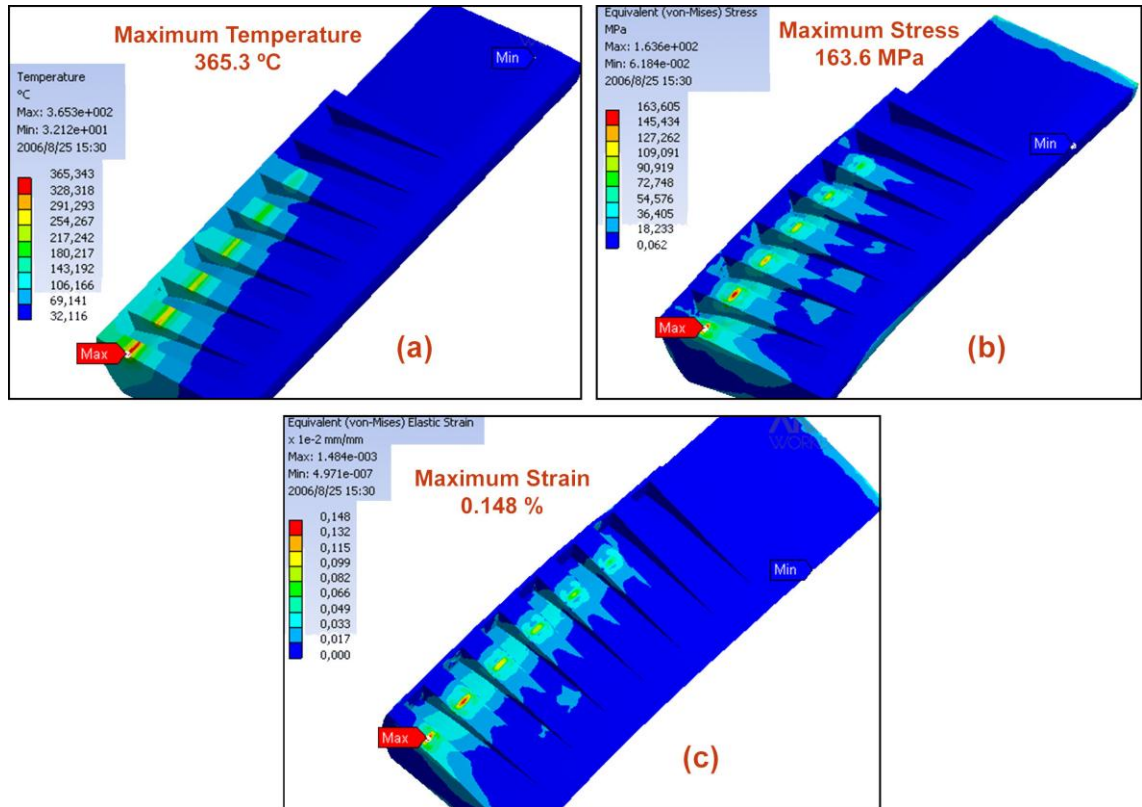 Maximum Temperature
365.3 ºC
Temperature
ºC
Max: 3.653e+002
Min: 3.212e+001
2006/8/25 15:30
365,343
328,318
291,293
254,267
217,242
180,217
143,192
106,166
69,141
32,116
Min
Max
(a)
Equivalent (von-Mises) Stress
MPa
Max: 1.636e+002
Min: 6.184e-002
2006/8/25 15:30
Maximum Stress
163.6 MPa
163,605
145,434
127,262
109,091
90,919
72,748
54,576
36,405
18,233
0,062
Min
Max
(b)
Equivalent (von-Mises) Elastic Strain
x 1e-2 mm/mm
Max: 1.484e-003
Min: 4.971e-007
2006/8/25 15:30
Maximum Strain
0.148 %
0,148
0,132
0,115
0,099
0,082
0,066
0,049
0,033
0,017
0,000
Min
Max
(c)